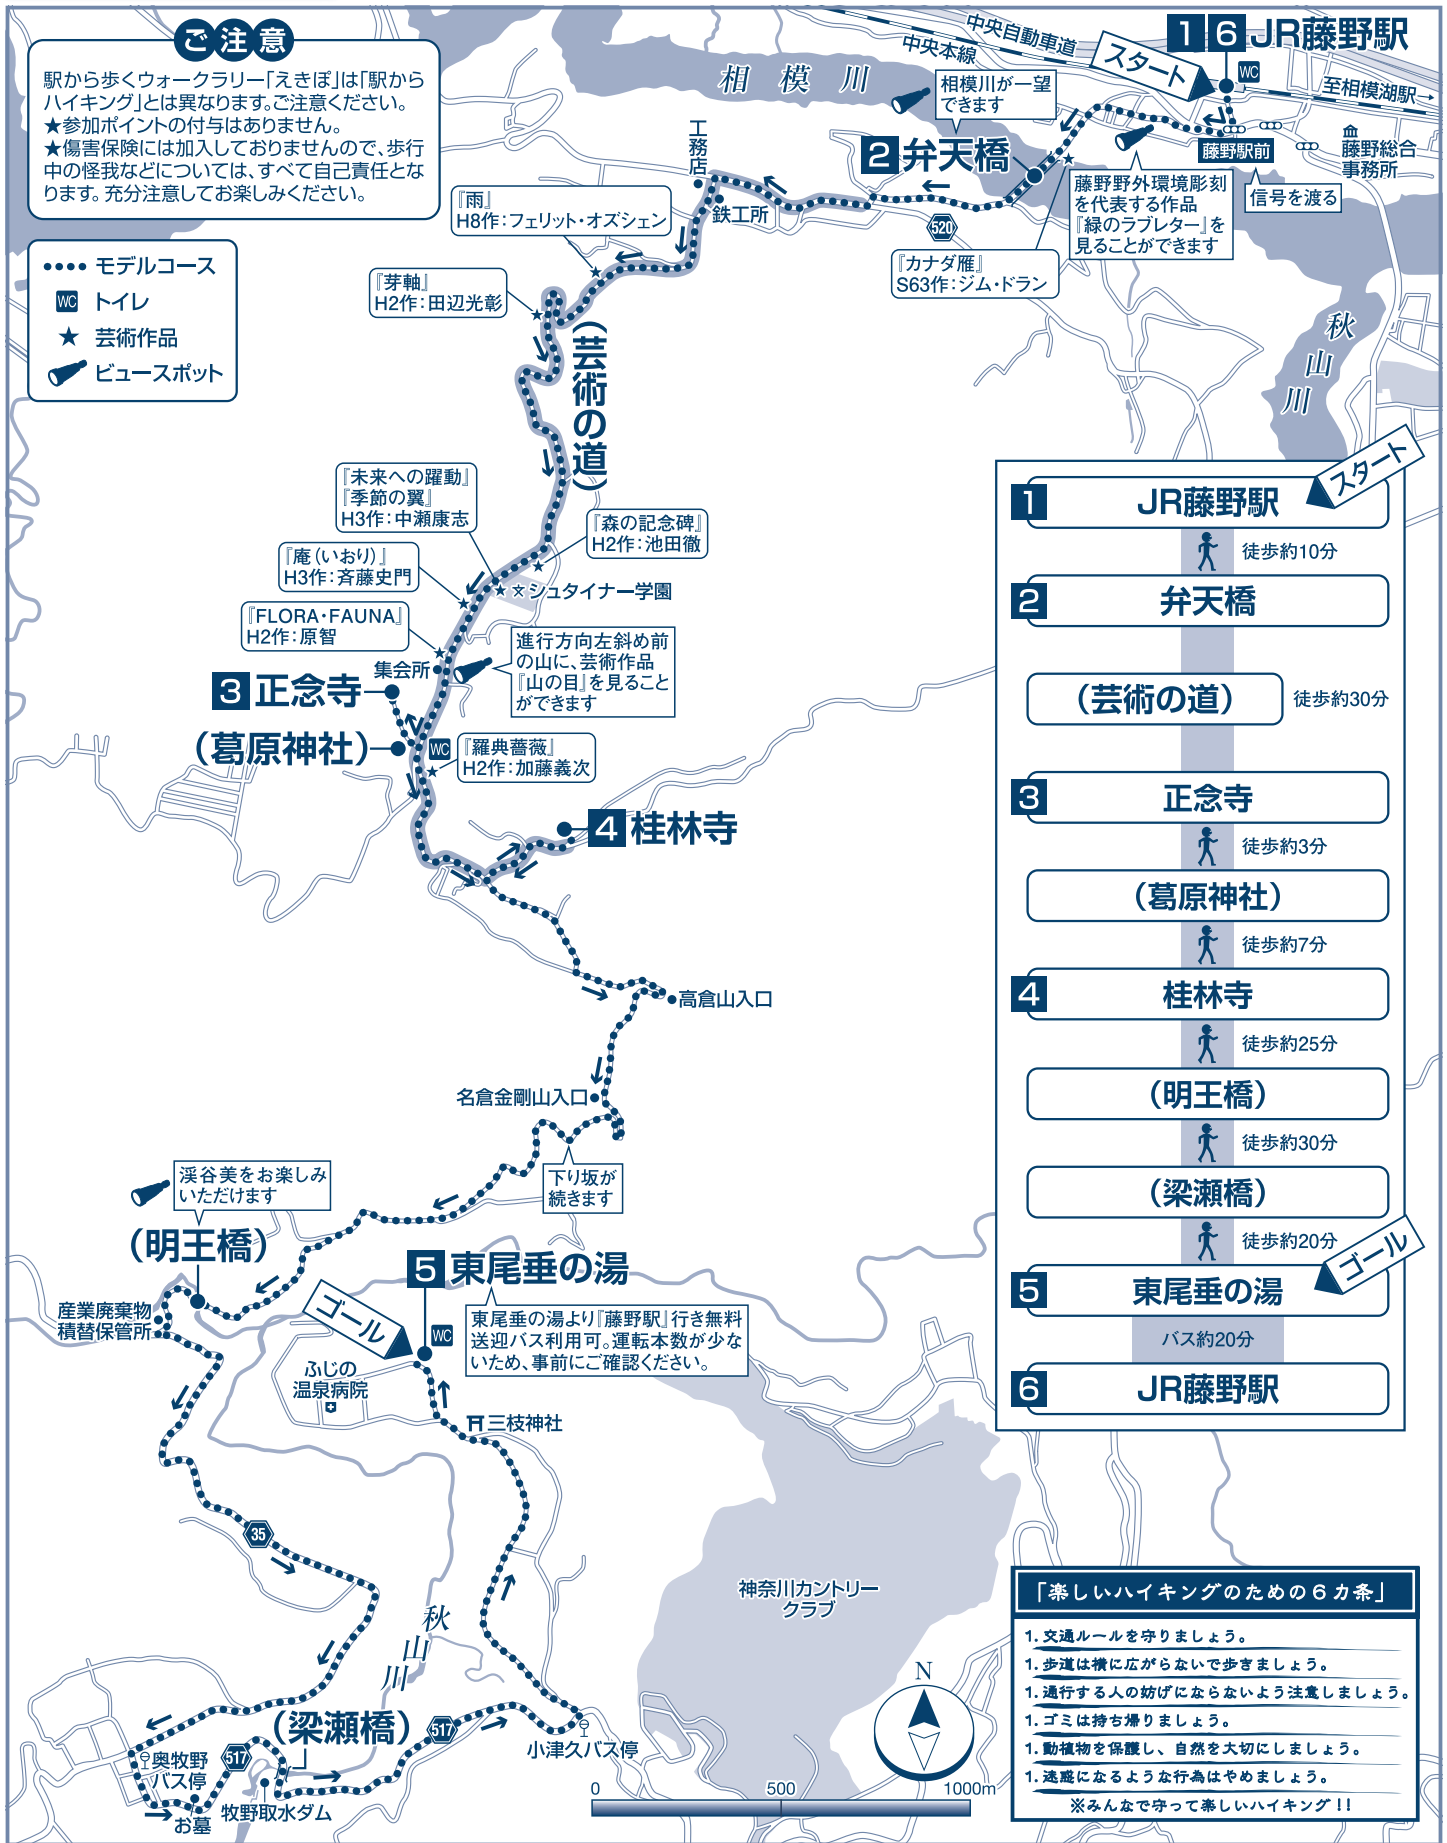 ご注意
駅から歩くウォークラリー「えきぽ」は「駅から
ハイキング」とは異なります。ご注意ください。
★参加ポイントの付与はありません。
★傷害保険には加入しておりませんので、歩行
中の怪我などについては、すべて自己責任とな
ります。充分注意してお楽しみください。
モデルコース
WC トイレ
★ 芸術作品
ビュースポット
相模川
中央自動車道
中央本線
1 6 JR藤野駅
スタート
WC
至相模湖駅→
相模川が一望
できます
2 弁天橋
藤野駅前
藤野総合
事務所
信号を渡る
藤野野外環境彫刻
を代表する作品
『緑のラブレター』を
見ることができます
520
『カナダ雁』
S63作：ジム・ドラン
工務店
鉄工所
『雨』
H8作：フェリット・オズシェン
『芽軸』
H2作：田辺光彰
（芸術の道）
秋山川
『未来への躍動』
『季節の翼』
H3作：中瀬康志
『森の記念碑』
H2作：池田徹
『庵（いおり）』
H3作：斉藤史門
シュタイナー学園
『FLORA・FAUNA』
H2作：原智
進行方向左斜め前
の山に、芸術作品
『山の目』を見ること
ができます
集会所
3 正念寺
（葛原神社）
WC
『羅典薔薇』
H2作：加藤義次
4 桂林寺
高倉山入口
名倉金剛山入口
下り坂が
続きます
渓谷美をお楽しみ
いただけます
（明王橋）
産業廃棄物
積替保管所
5 東尾垂の湯
ゴール
WC
東尾垂の湯より『藤野駅』行き無料
送迎バス利用可。運転本数が少な
いため、事前にご確認ください。
ふじの
温泉病院
三枝神社
35
秋山川
神奈川カントリー
クラブ
（梁瀬橋）
517
517
小津久バス停
奥牧野
バス停
お墓
牧野取水ダム
N
0 500 1000m
スタート
1 JR藤野駅
徒歩約10分
2 弁天橋
（芸術の道）
徒歩約30分
3 正念寺
徒歩約3分
（葛原神社）
徒歩約7分
4 桂林寺
徒歩約25分
（明王橋）
徒歩約30分
（梁瀬橋）
徒歩約20分
ゴール
5 東尾垂の湯
バス約20分
6 JR藤野駅
「楽しいハイキングのための６カ条」
1. 交通ルールを守りましょう。
1. 歩道は横に広がらないで歩きましょう。
1. 通行する人の妨げにならないよう注意しましょう。
1. ゴミは持ち帰りましょう。
1. 動植物を保護し、自然を大切にしましょう。
1. 迷惑になるような行為はやめましょう。
※みんなで守って楽しいハイキング!!